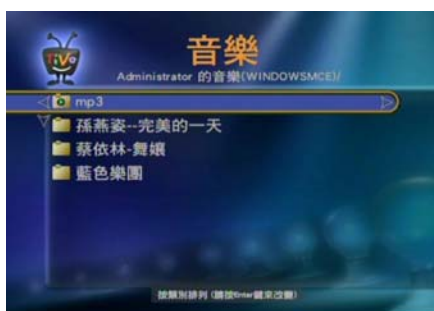 TiVo
音樂
Administrator 的音樂(WINDOWSMCE)/
mp3
孫燕姿--完美的一天
蔡依林-舞孃
藍色樂團
按類別排列 (請按Enter鍵來改變)